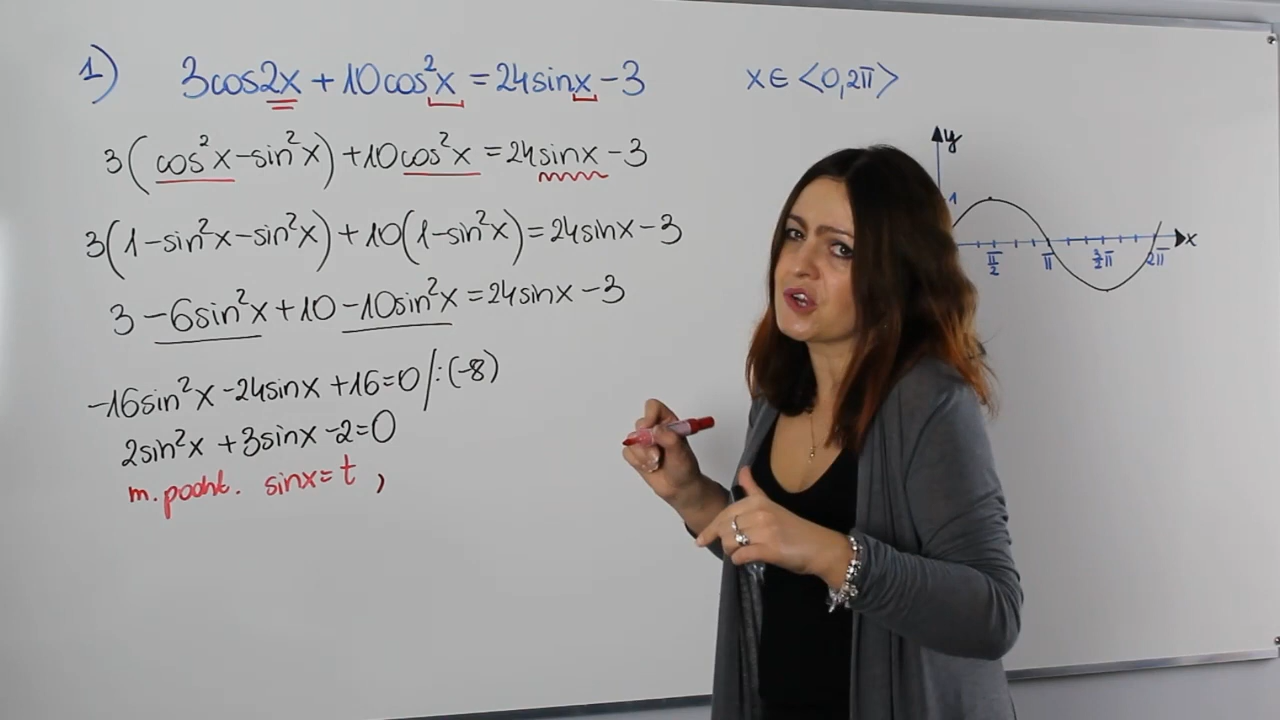 1) 3cos2x + 10cos²x = 24sinx - 3
x ∈ <0,2π>
3(cos²x - sin²x) + 10cos²x = 24sinx - 3
3(1 - sin²x - sin²x) + 10(1 - sin²x) = 24sinx - 3
3 - 6sin²x + 10 - 10sin²x = 24sinx - 3
-16sin²x - 24sinx + 16 = 0 /:(-8)
2sin²x + 3sinx - 2 = 0
m. podst. sinx = t ,
y
1
x
π/2 π 3/2π 2π